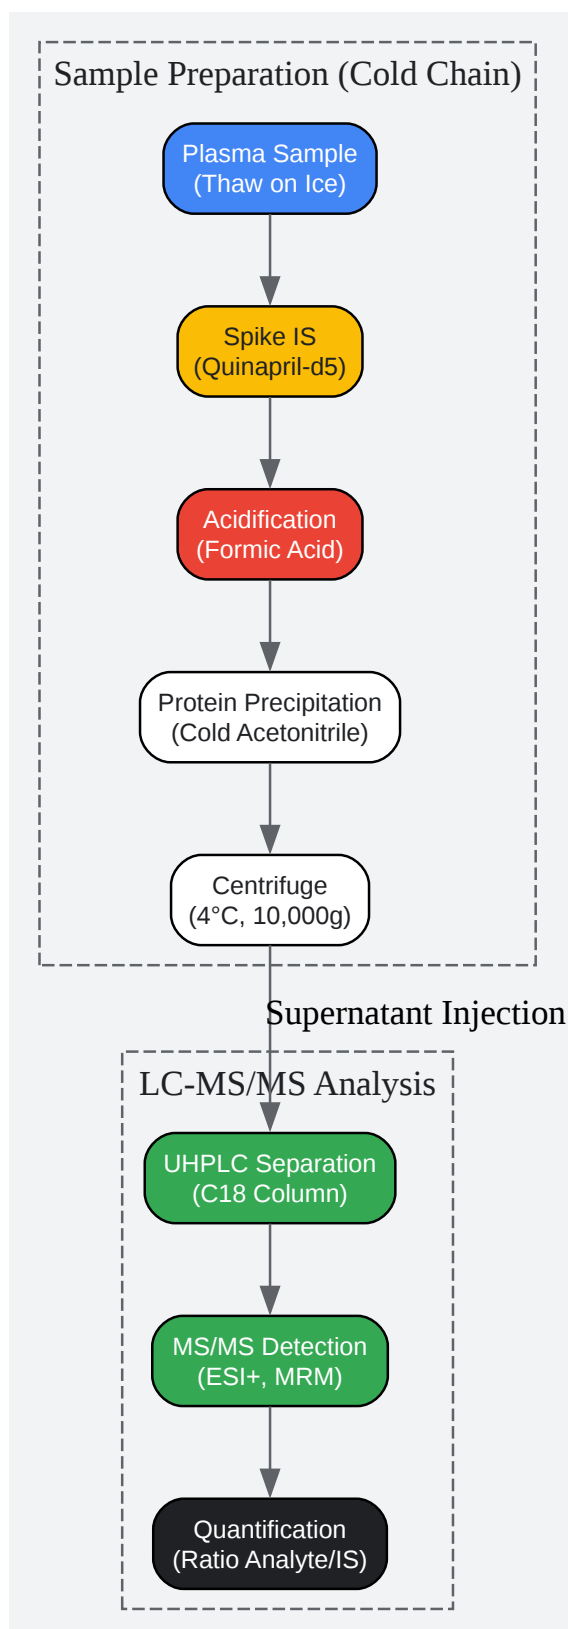 Sample Preparation (Cold Chain)
Plasma Sample
(Thaw on Ice)
Spike IS
(Quinapril-d5)
Acidification
(Formic Acid)
Protein Precipitation
(Cold Acetonitrile)
Centrifuge
(4°C, 10,000g)
Supernatant Injection
LC-MS/MS Analysis
UHPLC Separation
(C18 Column)
MS/MS Detection
(ESI+, MRM)
Quantification
(Ratio Analyte/IS)